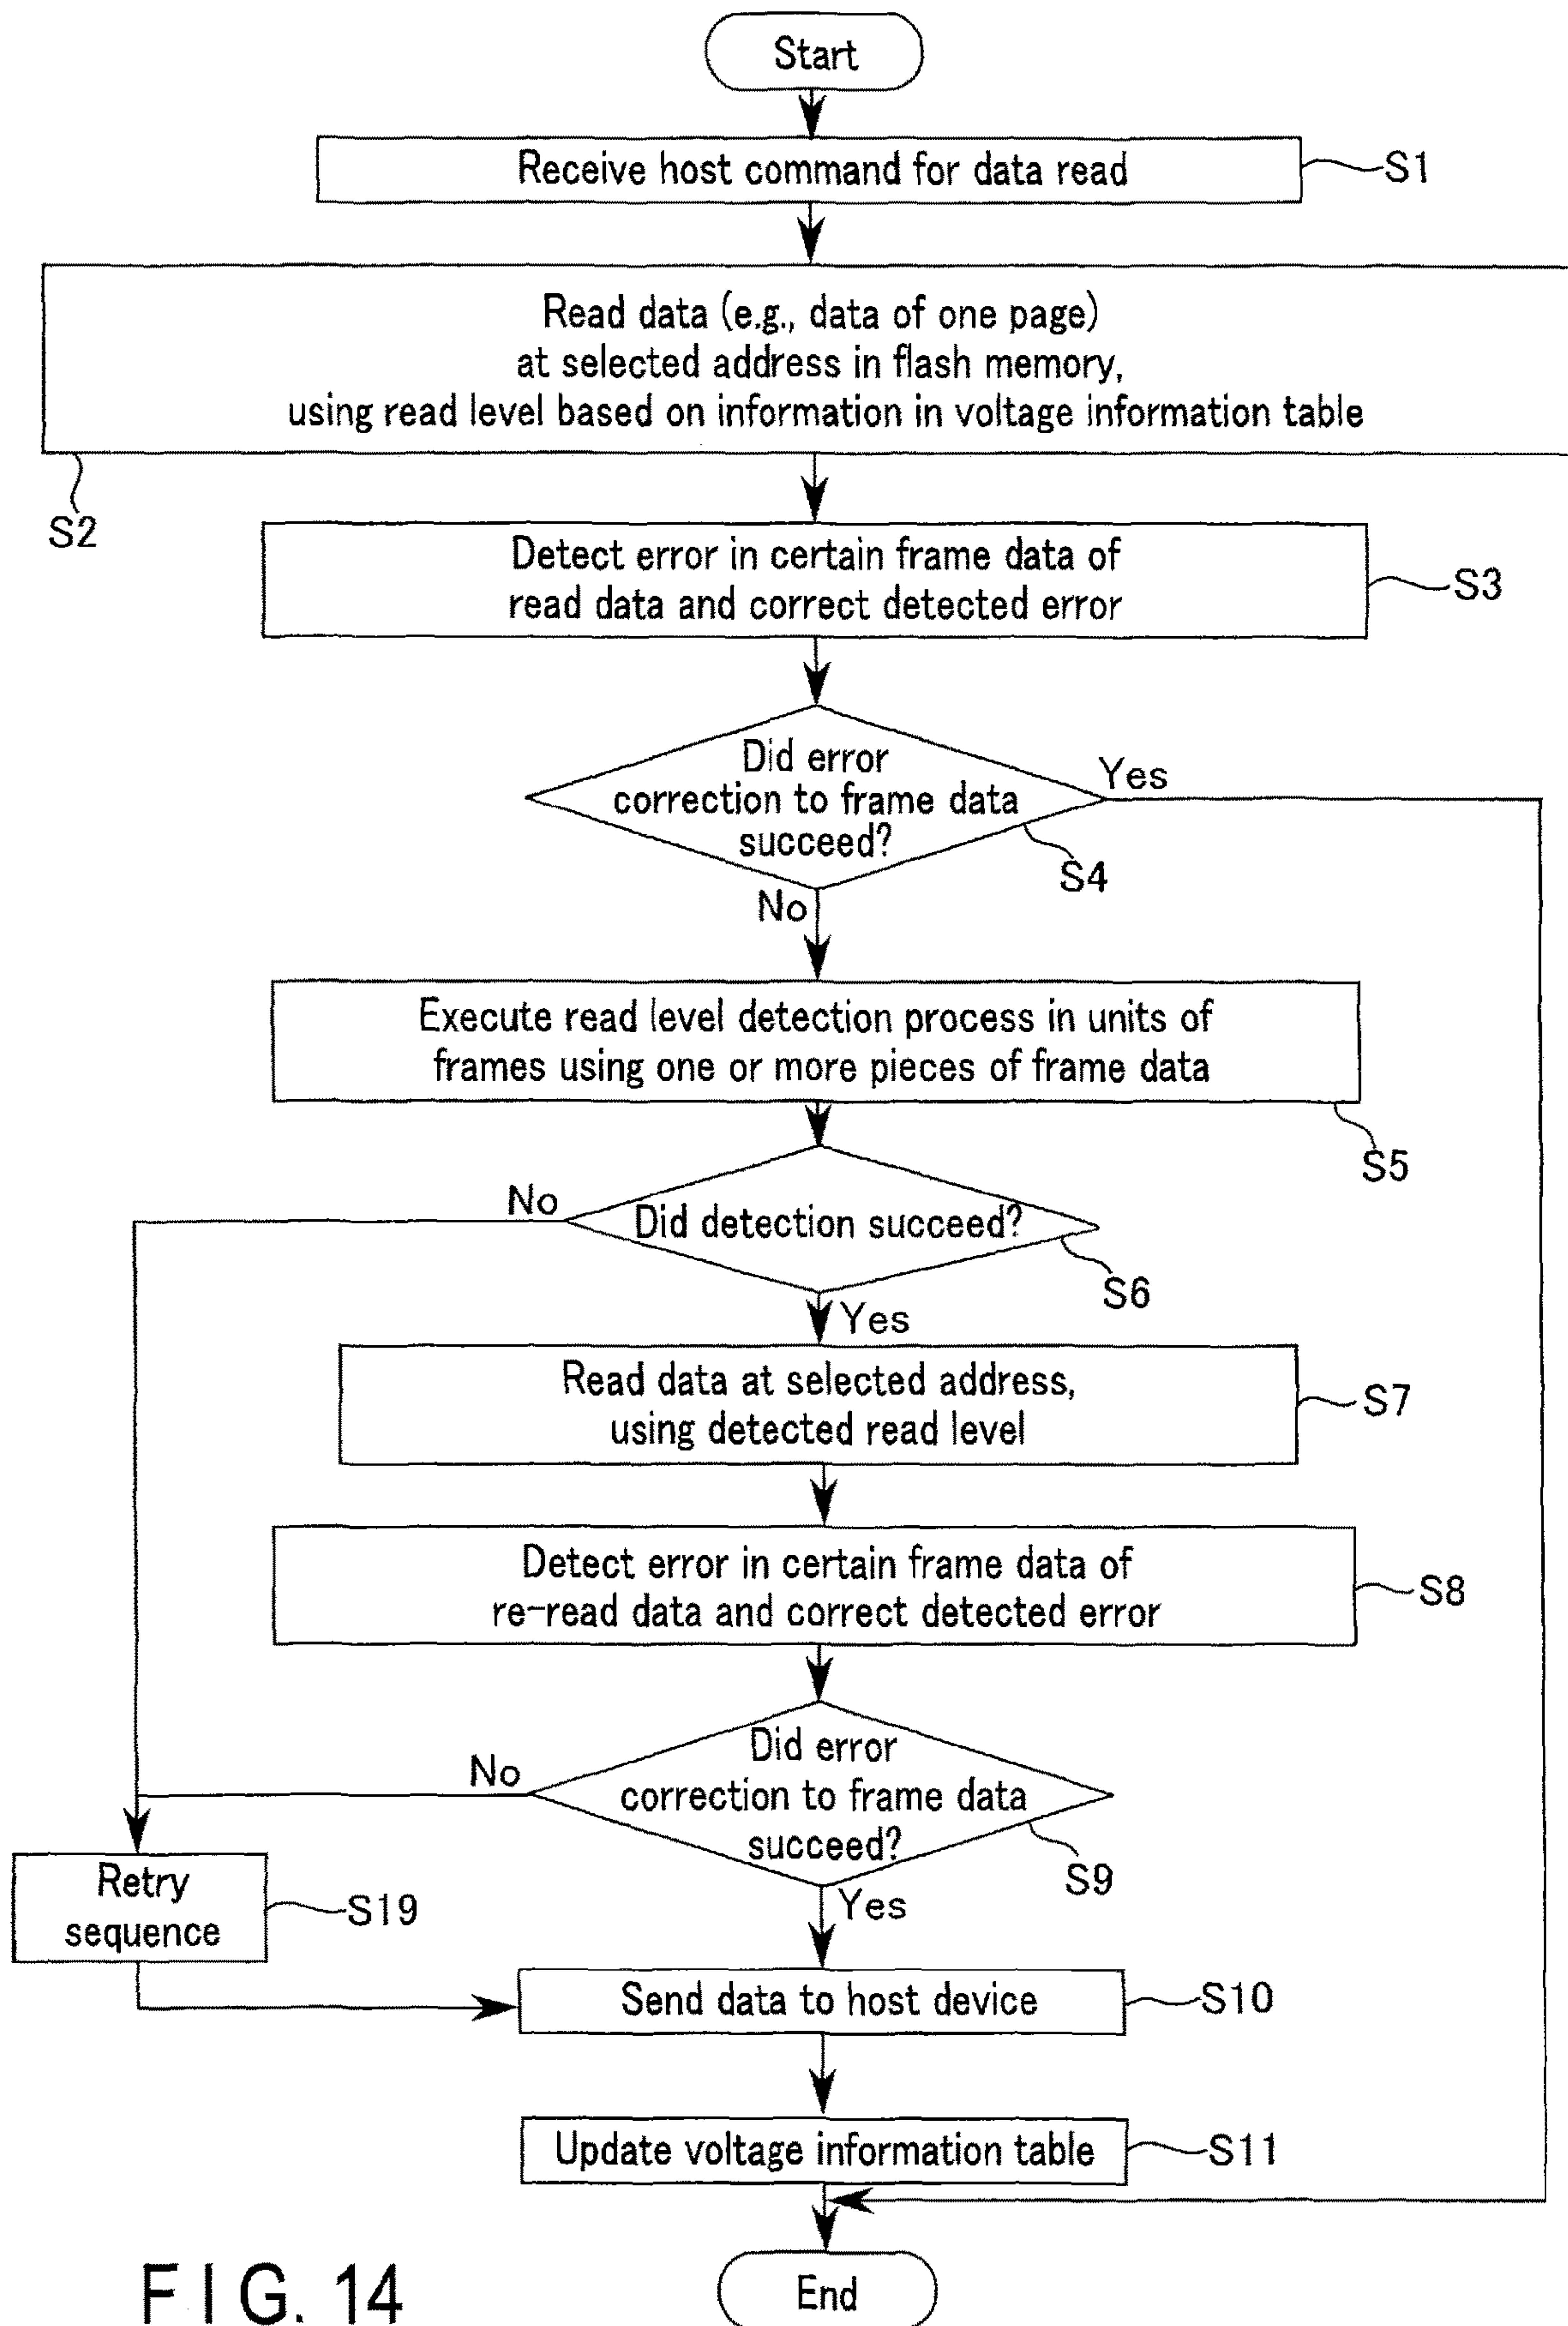 Start
Receive host command for data read
S1
Read data (e.g., data of one page)
at selected address in flash memory,
using read level based on information in voltage information table
S2
Detect error in certain frame data of
read data and correct detected error
S3
Did error
correction to frame data
succeed?
Yes
S4
No
Execute read level detection process in units of
frames using one or more pieces of frame data
S5
No
Did detection succeed?
S6
Yes
Read data at selected address,
using detected read level
S7
Detect error in certain frame data of
re-read data and correct detected error
S8
No
Did error
correction to frame data
succeed?
S9
Yes
Retry
sequence
S19
Send data to host device
S10
Update voltage information table
S11
End
FIG. 14